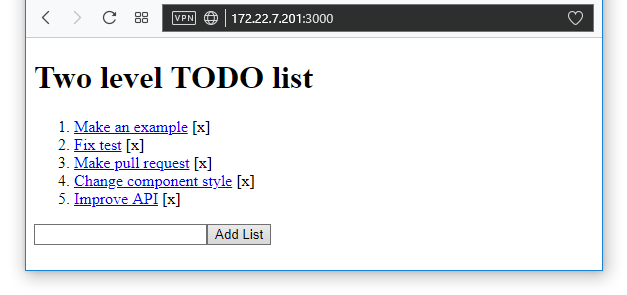 VPN 172.22.7.201:3000
Two level TODO list
1. Make an example [x]
2. Fix test [x]
3. Make pull request [x]
4. Change component style [x]
5. Improve API [x]
Add List